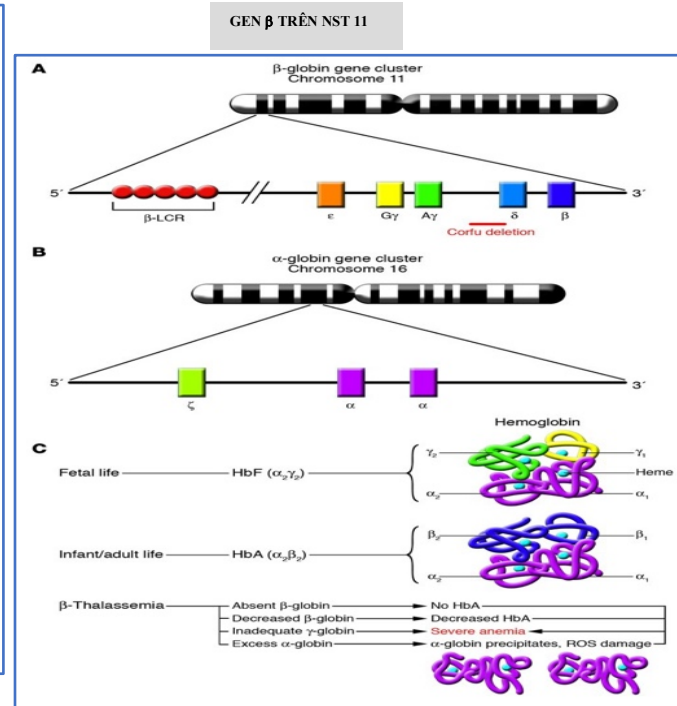 GEN β TRÊN NST 11
A
β-globin gene cluster
Chromosome 11
5′ 3′
β-LCR ε Gγ Aγ δ β
Corfu deletion
B
α-globin gene cluster
Chromosome 16
5′ 3′
ζ α α
C
Hemoglobin
Fetal life HbF (α₂γ₂) γ₂ γ₁
Heme
α₂ α₁
Infant/adult life HbA (α₂β₂) β₂ β₁
α₂ α₁
β-Thalassemia Absent β-globin No HbA
Decreased β-globin Decreased HbA
Inadequate γ-globin Severe anemia
Excess α-globin α-globin precipitates, ROS damage